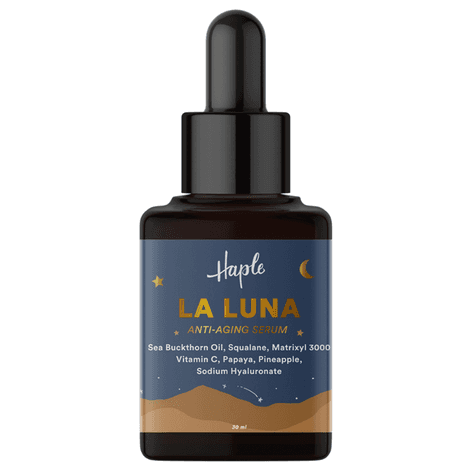 Haple
LA LUNA
ANTI-AGING SERUM
Sea Buckthorn Oil, Squalane, Matrixyl 3000
Vitamin C, Papaya, Pineapple,
Sodium Hyaluronate
30 ml